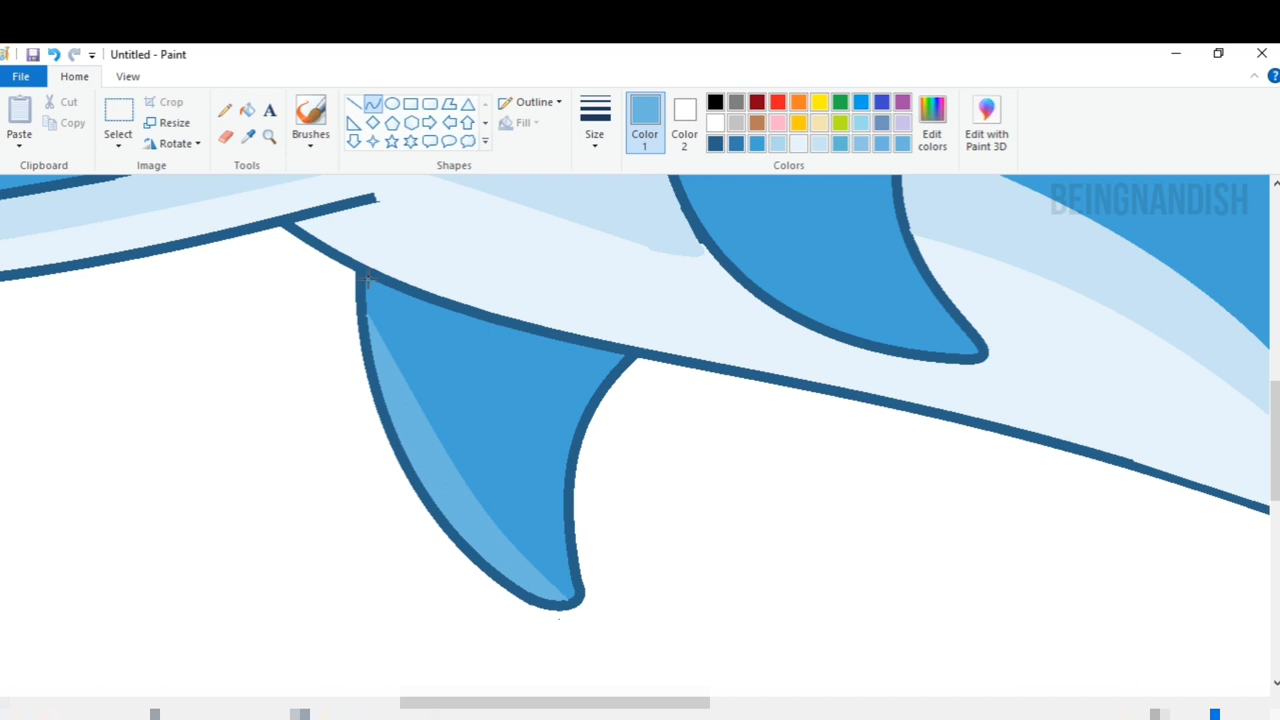 Untitled - Paint
File Home View
Paste
Cut
Copy
Clipboard
Select
Crop
Resize
Rotate
Image
A
Tools
Brushes
Outline
Fill
Shapes
Size
Color
1
Color
2
Edit
colors
Colors
Edit with
Paint 3D
?
BEINGNANDISH